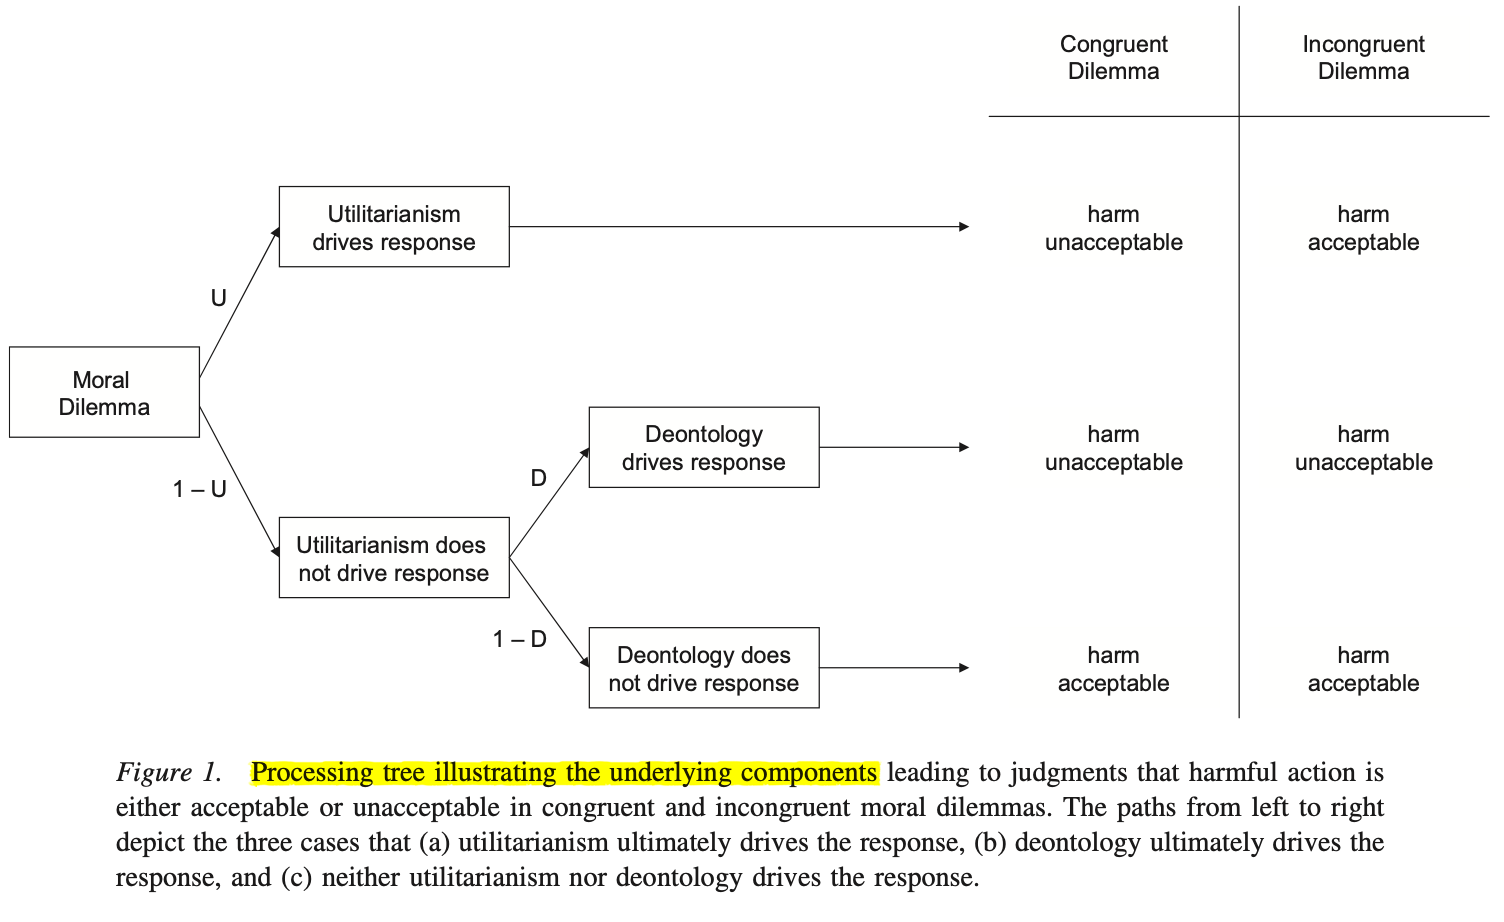 Congruent
Dilemma
Incongruent
Dilemma
Utilitarianism
drives response
harm
unacceptable
harm
acceptable
U
Moral
Dilemma
Deontology
drives response
harm
unacceptable
harm
unacceptable
D
1 – U
Utilitarianism does
not drive response
1 – D
Deontology does
not drive response
harm
acceptable
harm
acceptable
Figure 1. Processing tree illustrating the underlying components leading to judgments that harmful action is
either acceptable or unacceptable in congruent and incongruent moral dilemmas. The paths from left to right
depict the three cases that (a) utilitarianism ultimately drives the response, (b) deontology ultimately drives the
response, and (c) neither utilitarianism nor deontology drives the response.